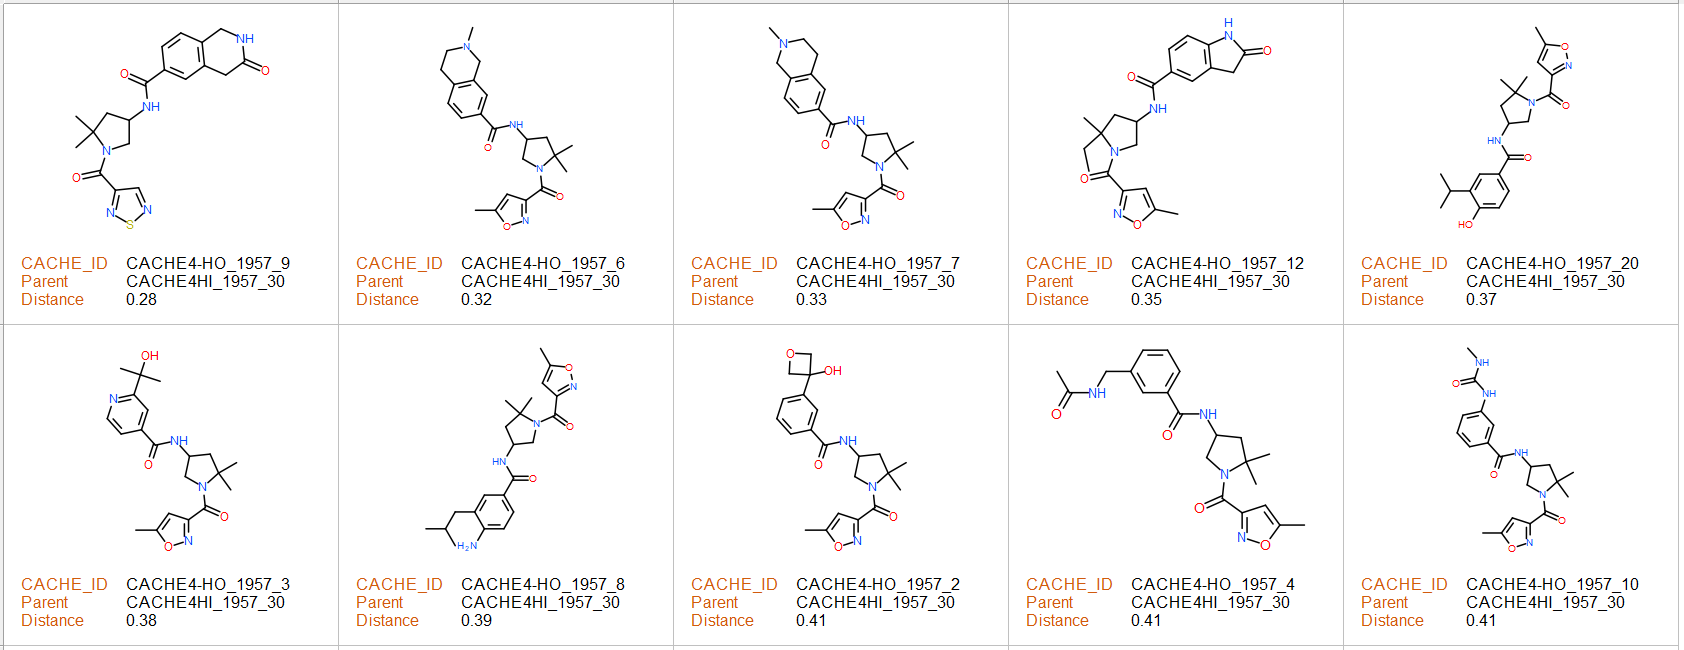 CACHE_ID CACHE4-HO_1957_9
Parent CACHE4HI_1957_30
Distance 0.28
CACHE_ID CACHE4-HO_1957_6
Parent CACHE4HI_1957_30
Distance 0.32
CACHE_ID CACHE4-HO_1957_7
Parent CACHE4HI_1957_30
Distance 0.33
CACHE_ID CACHE4-HO_1957_12
Parent CACHE4HI_1957_30
Distance 0.35
CACHE_ID CACHE4-HO_1957_20
Parent CACHE4HI_1957_30
Distance 0.37
CACHE_ID CACHE4-HO_1957_3
Parent CACHE4HI_1957_30
Distance 0.38
CACHE_ID CACHE4-HO_1957_8
Parent CACHE4HI_1957_30
Distance 0.39
CACHE_ID CACHE4-HO_1957_2
Parent CACHE4HI_1957_30
Distance 0.41
CACHE_ID CACHE4-HO_1957_4
Parent CACHE4HI_1957_30
Distance 0.41
CACHE_ID CACHE4-HO_1957_10
Parent CACHE4HI_1957_30
Distance 0.41